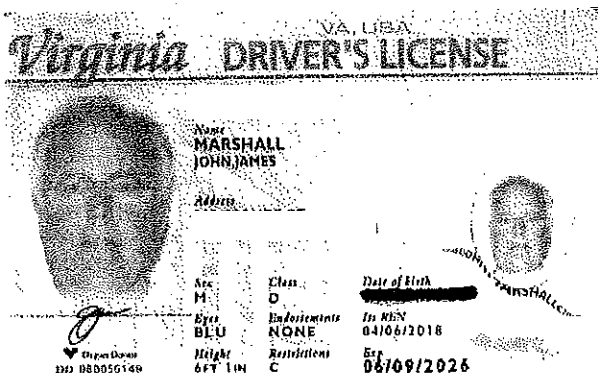 VA, USA
Virginia DRIVER'S LICENSE
Name
MARSHALL
JOHN JAMES
Address
Sex
M
Class
D
Date of Birth
Eyes
BLU
Endorsements
NONE
Iss REN
04/06/2018
Organ Donor
Height
6FT 1IN
Restrictions
C
Exp
06/09/2026
MARSHALL